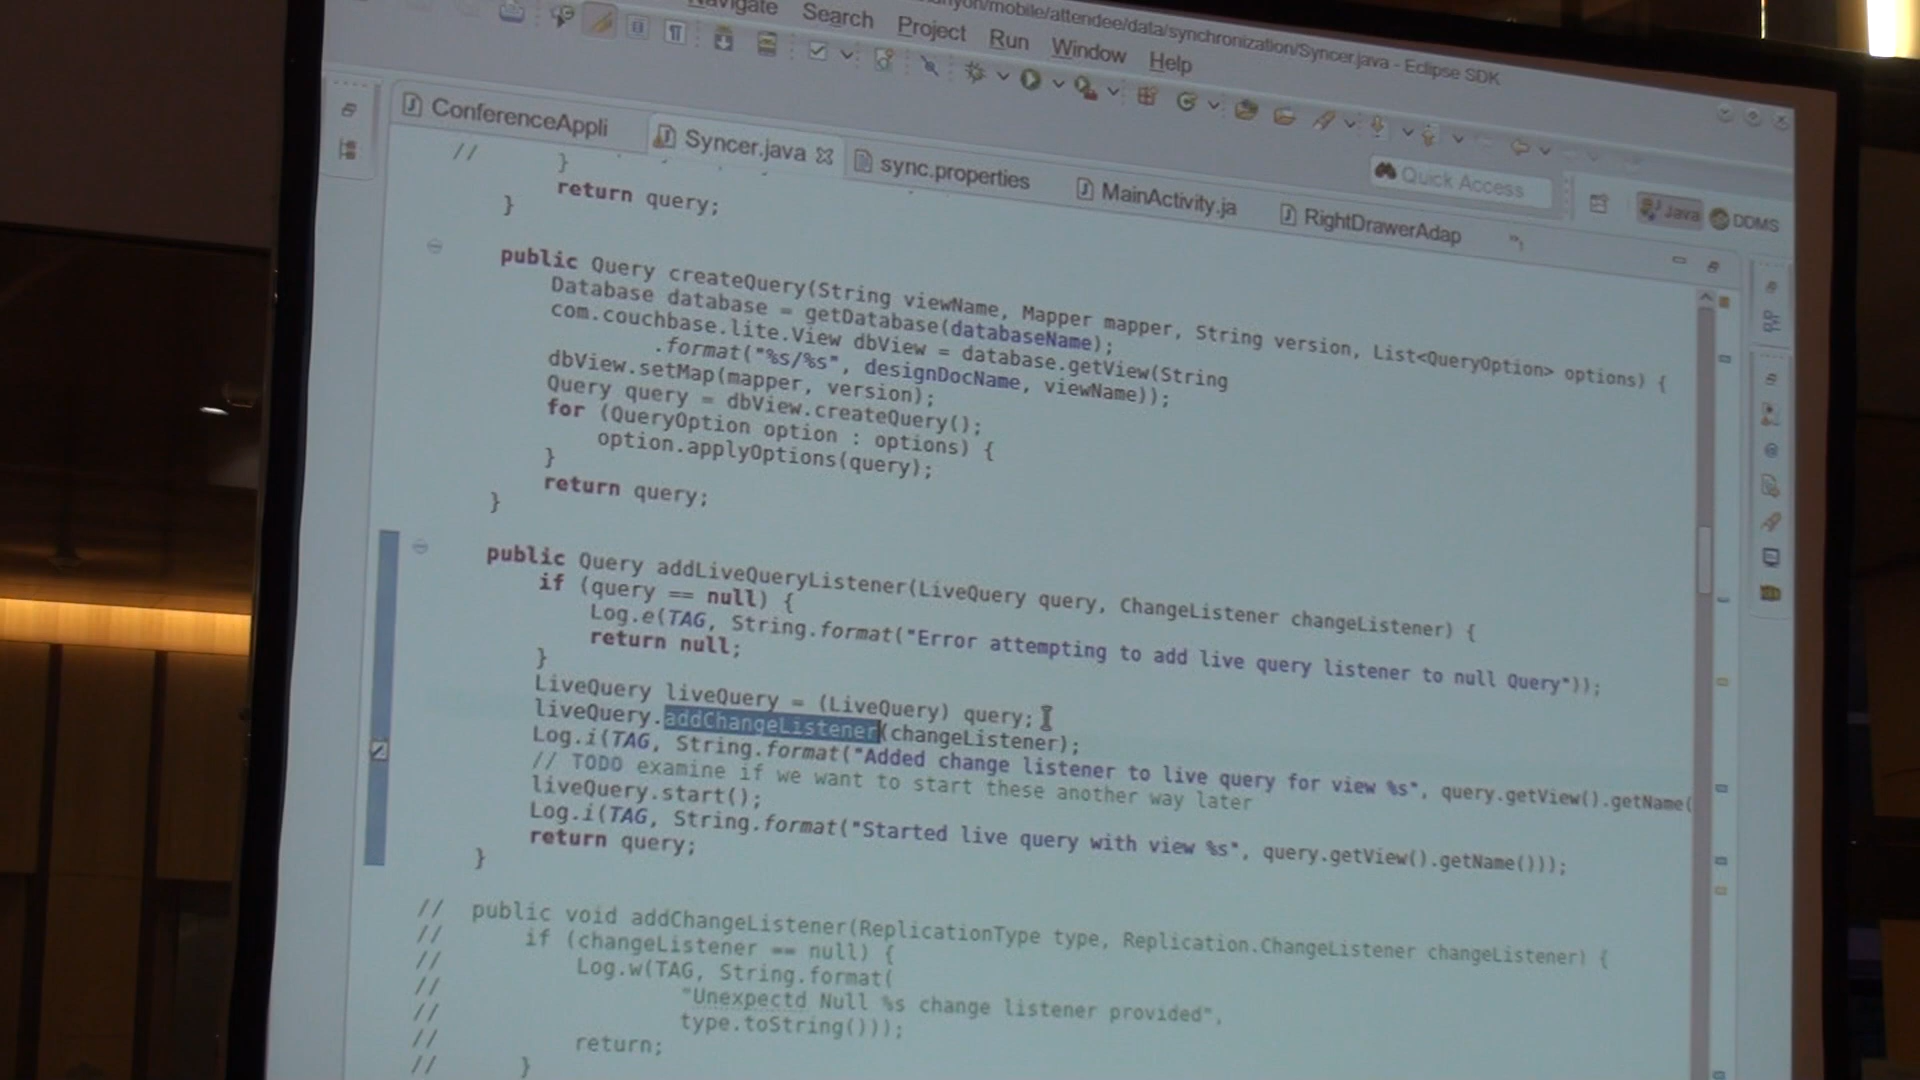 /mobile/attendee/data/synchronization/Syncer.java - Eclipse SDK
Navigate Search Project Run Window Help
Quick Access
Java DDMS
ConferenceAppli Syncer.java sync.properties MainActivity.ja RightDrawerAdap
// }
return query;
}
public Query createQuery(String viewName, Mapper mapper, String version, List<QueryOption> options) {
Database database = getDatabase(databaseName);
com.couchbase.lite.View dbView = database.getView(String
.format("%s/%s", designDocName, viewName));
dbView.setMap(mapper, version);
Query query = dbView.createQuery();
for (QueryOption option : options) {
option.applyOptions(query);
}
return query;
}
public Query addLiveQueryListener(LiveQuery query, ChangeListener changeListener) {
if (query == null) {
Log.e(TAG, String.format("Error attempting to add live query listener to null Query"));
return null;
}
LiveQuery liveQuery = (LiveQuery) query;
liveQuery.addChangeListener(changeListener);
Log.i(TAG, String.format("Added change listener to live query for view %s", query.getView().getName(
// TODO examine if we want to start these another way later
liveQuery.start();
Log.i(TAG, String.format("Started live query with view %s", query.getView().getName()));
return query;
}
// public void addChangeListener(ReplicationType type, Replication.ChangeListener changeListener) {
// if (changeListener == null) {
// Log.w(TAG, String.format(
// "Unexpectd Null %s change listener provided",
// type.toString()));
// return;
// }